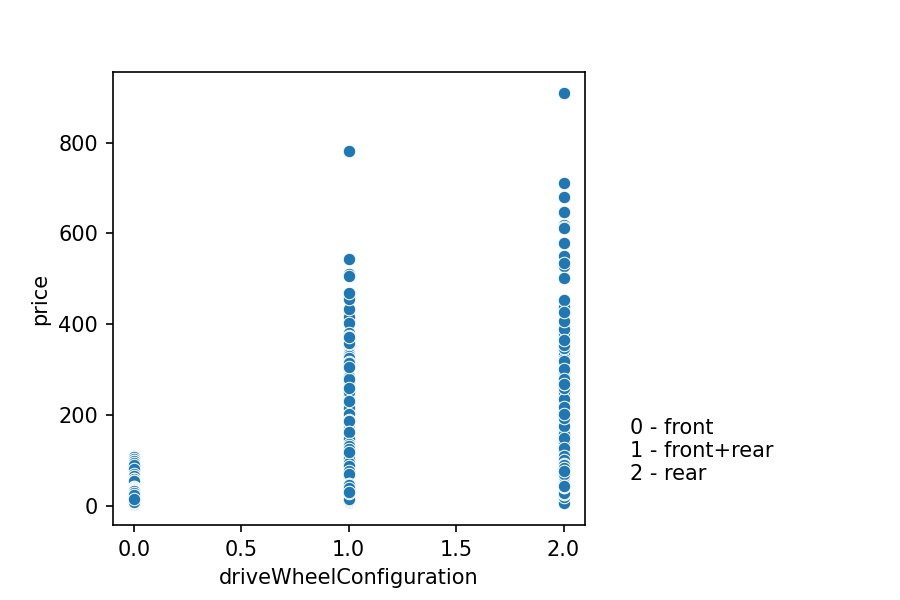 800
600
400
200
0
price
0.0 0.5 1.0 1.5 2.0
driveWheelConfiguration
0 - front
1 - front+rear
2 - rear